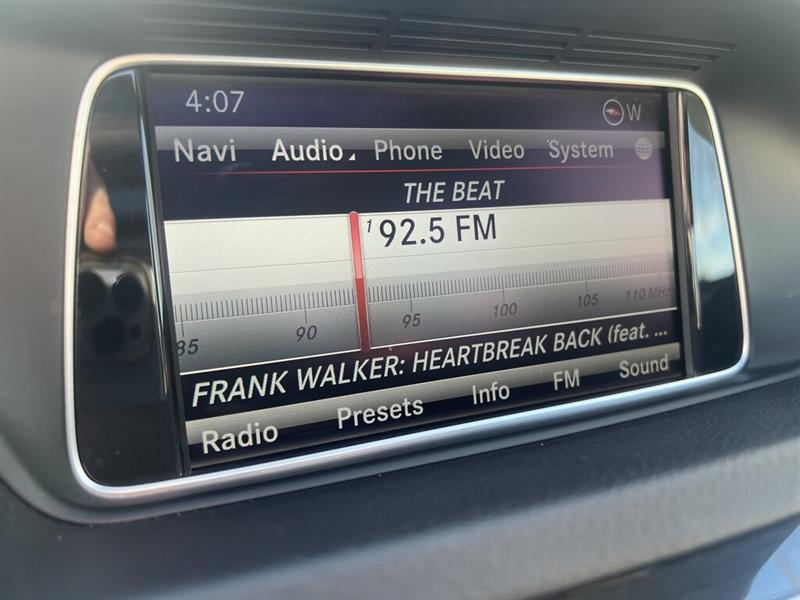 4:07 W
Navi Audio Phone Video System
THE BEAT
1 92.5 FM
85 90 95 100 105 110 MHz
FRANK WALKER: HEARTBREAK BACK (feat. ...
Radio Presets Info FM Sound